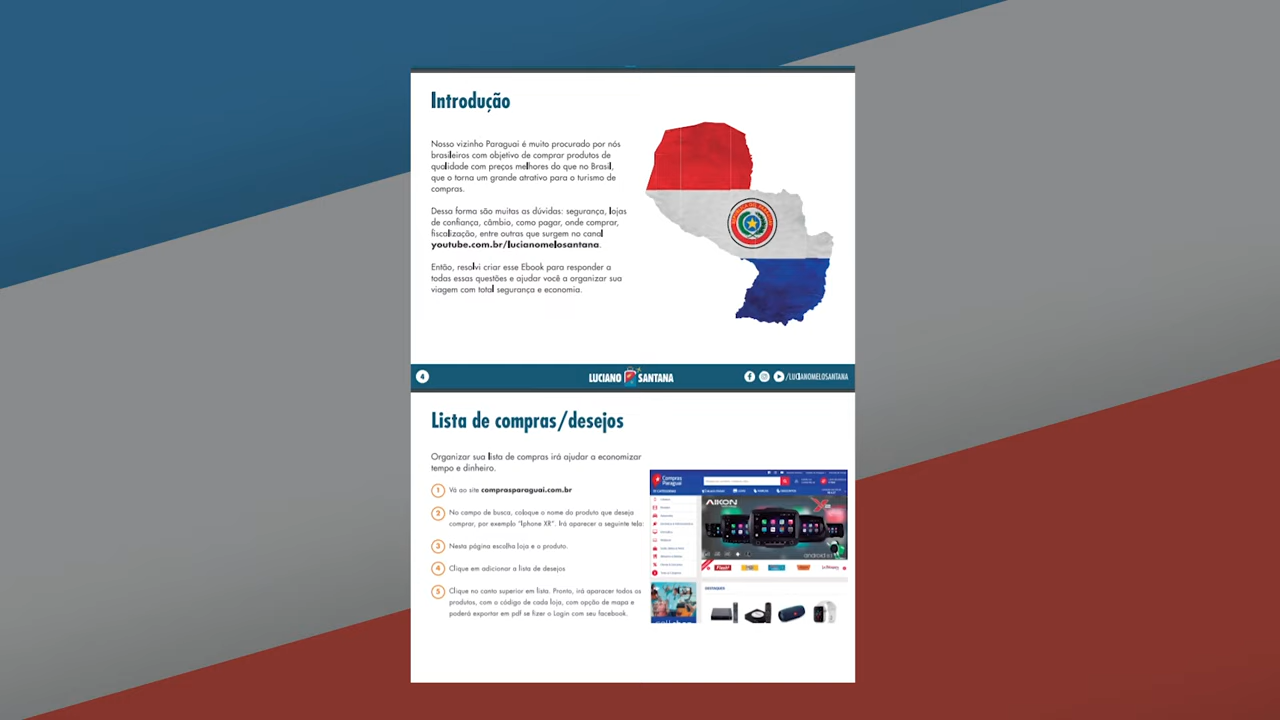 Introdução
Nosso vizinho Paraguai é muito procurado por nós
brasileiros com objetivo de comprar produtos de
qualidade com preços melhores do que no Brasil,
que o torna um grande atrativo para o turismo de
compras.
Dessa forma são muitas as dúvidas: segurança, lojas
de confiança, câmbio, como pagar, onde comprar,
fiscalização, entre outras que surgem no canal
youtube.com.br/lucianomelosantana.
Então, resolvi criar esse Ebook para responder a
todas essas questões e ajudar você a organizar sua
viagem com total segurança e economia.
4
LUCIANO SANTANA
/LUCIANOMELOSANTANA
Lista de compras/desejos
Organizar sua lista de compras irá ajudar a economizar
tempo e dinheiro.
1 Vá ao site comprasparaguai.com.br
2 No campo de busca, coloque o nome do produto que deseja
comprar, por exemplo "Iphone XR". Irá aparecer a seguinte tela:
3 Nesta página escolha loja e o produto.
4 Clique em adicionar a lista de desejos
5 Clique no canto superior em lista. Pronto, irá aparecer todos os
produtos, com o código de cada loja, com opção de mapa e
poderá exportar em pdf se fizer o Login com seu facebook.
Compras
Paraguai
AIKON
android
Flash
DESTAQUES